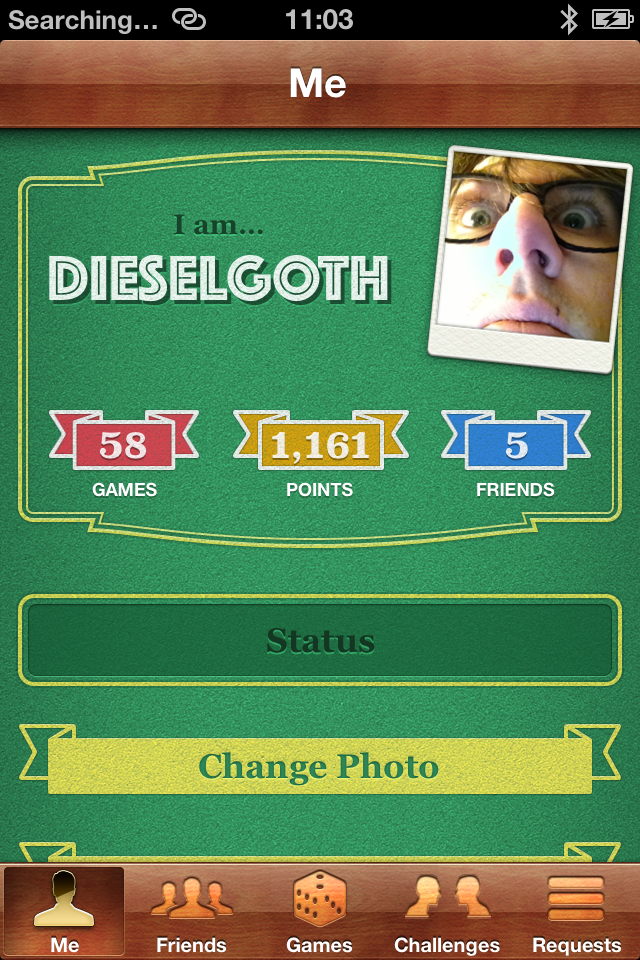 Searching... 11:03
Me
I am...
DIESELGOTH
58 1,161 5
GAMES POINTS FRIENDS
Status
Change Photo
Me Friends Games Challenges Requests